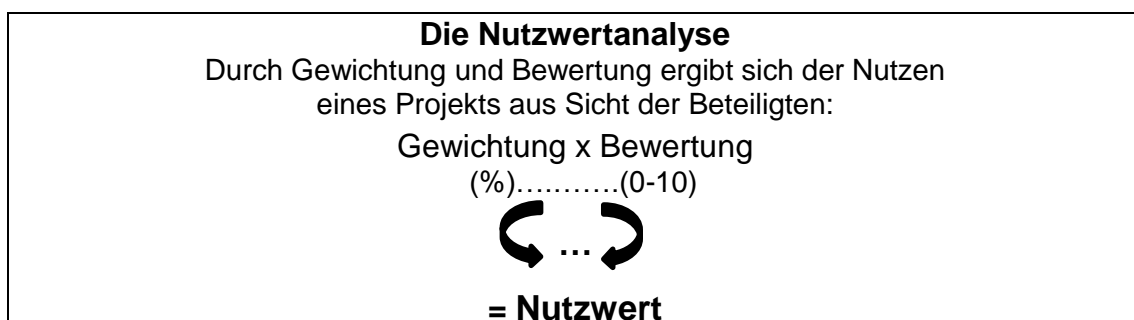 Die Nutzwertanalyse
Durch Gewichtung und Bewertung ergibt sich der Nutzen
eines Projekts aus Sicht der Beteiligten:
Gewichtung x Bewertung
(%)…..…….(0-10)
…
= Nutzwert